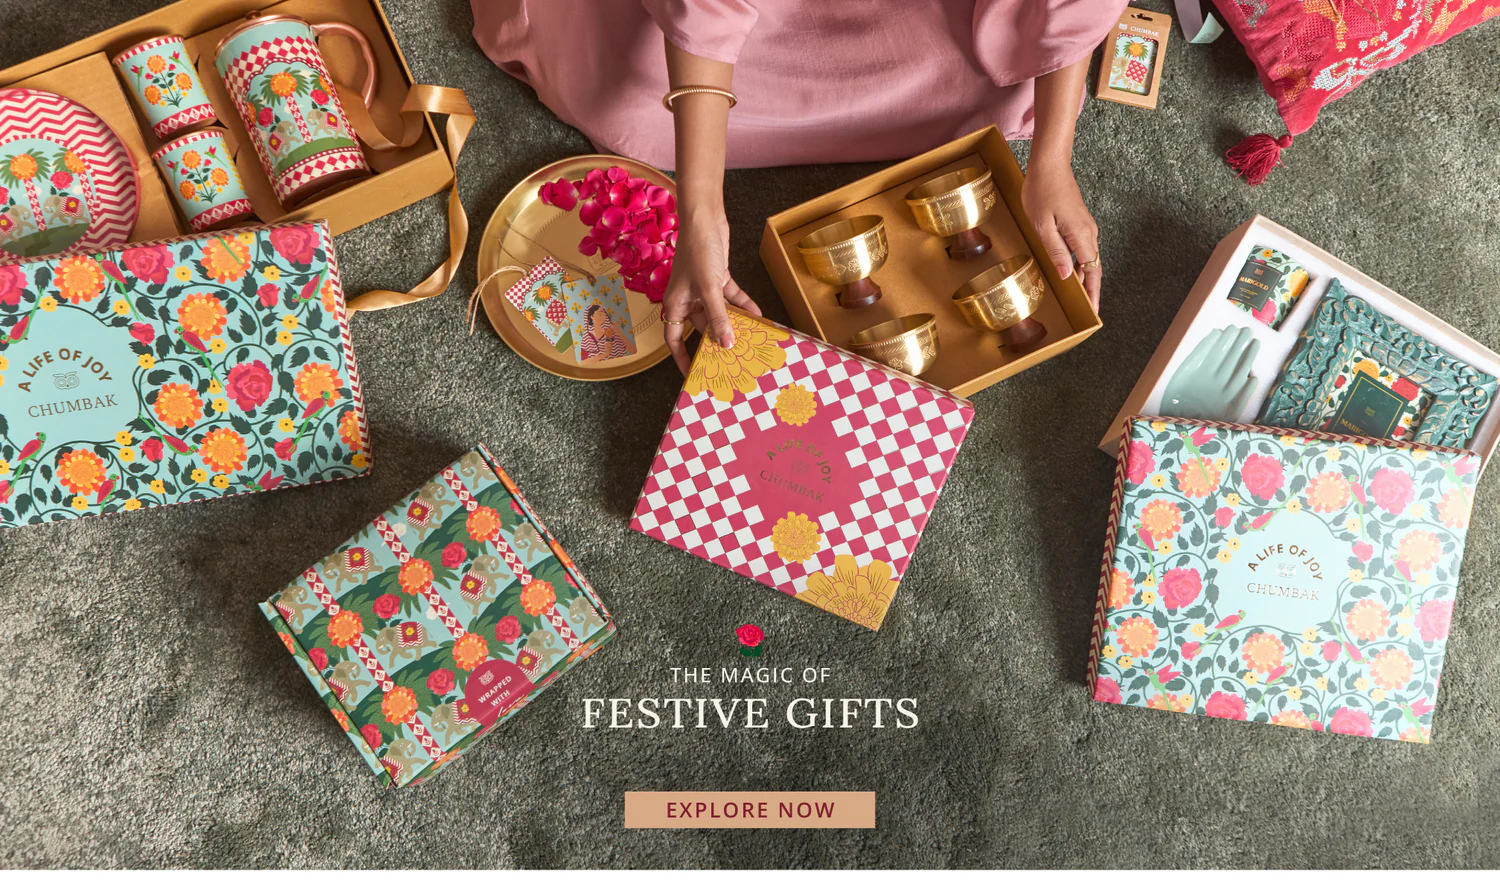 CHUMBAK
MARIGOLD
A LIFE OF JOY
CHUMBAK
A LIFE OF JOY
CHUMBAK
A LIFE OF JOY
CHUMBAK
WRAPPED
WITH
THE MAGIC OF
FESTIVE GIFTS
EXPLORE NOW